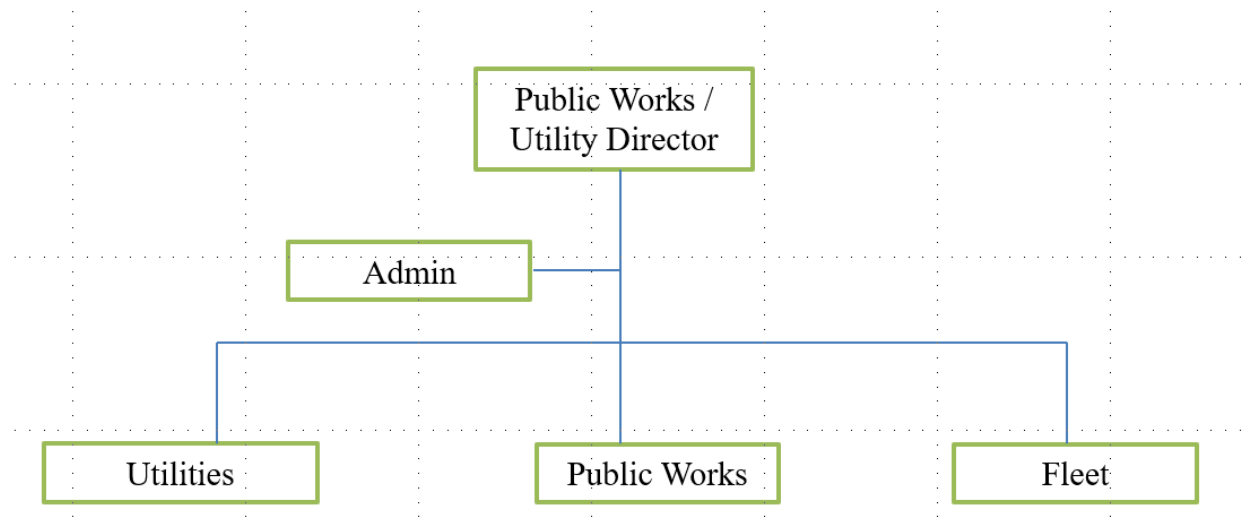 Public Works /
Utility Director
Admin
Utilities
Public Works
Fleet